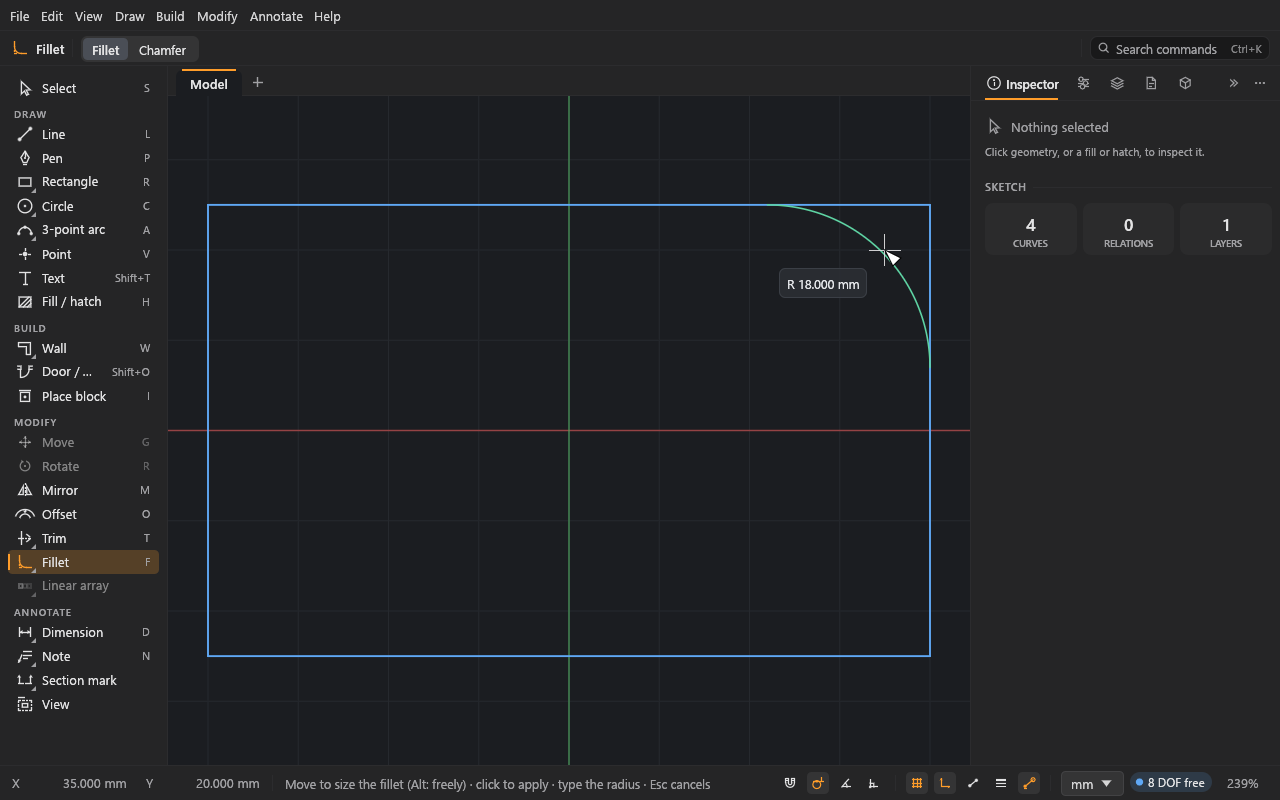 File Edit View Draw Build Modify Annotate Help
Fillet Fillet Chamfer Search commands Ctrl+K
Select S
DRAW
Line L
Pen P
Rectangle R
Circle C
3-point arc A
Point V
Text Shift+T
Fill / hatch H
BUILD
Wall W
Door / ... Shift+O
Place block I
MODIFY
Move G
Rotate R
Mirror M
Offset O
Trim T
Fillet F
Linear array
ANNOTATE
Dimension D
Note N
Section mark
View
Model
R 18.000 mm
Inspector
Nothing selected
Click geometry, or a fill or hatch, to inspect it.
SKETCH
4 0 1
CURVES RELATIONS LAYERS
X 35.000 mm Y 20.000 mm Move to size the fillet (Alt: freely) · click to apply · type the radius · Esc cancels mm 8 DOF free 239%